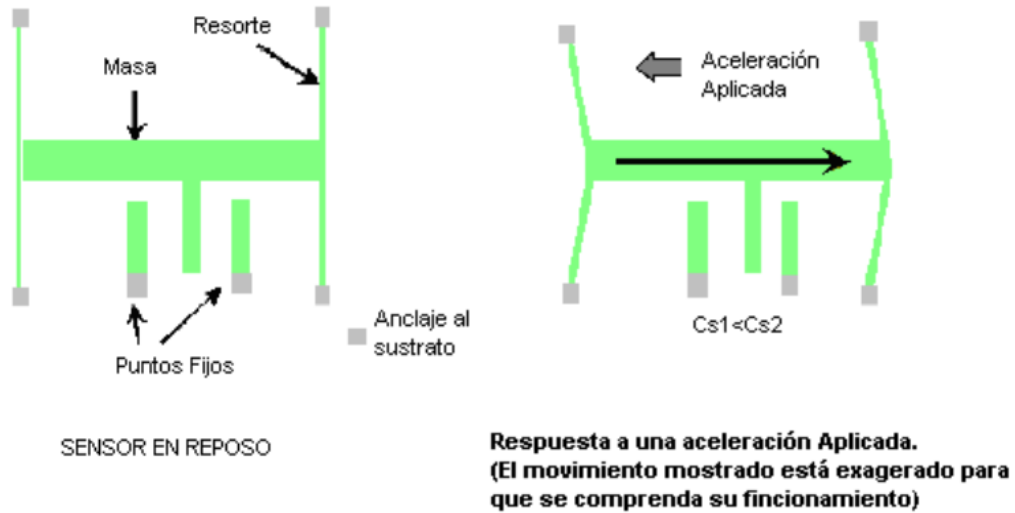 Resorte
Masa
Anclaje al
sustrato
Puntos Fijos
SENSOR EN REPOSO
Aceleración
Aplicada
Cs1<Cs2
Respuesta a una aceleración Aplicada.
(El movimiento mostrado está exagerado para
que se comprenda su fincionamiento)